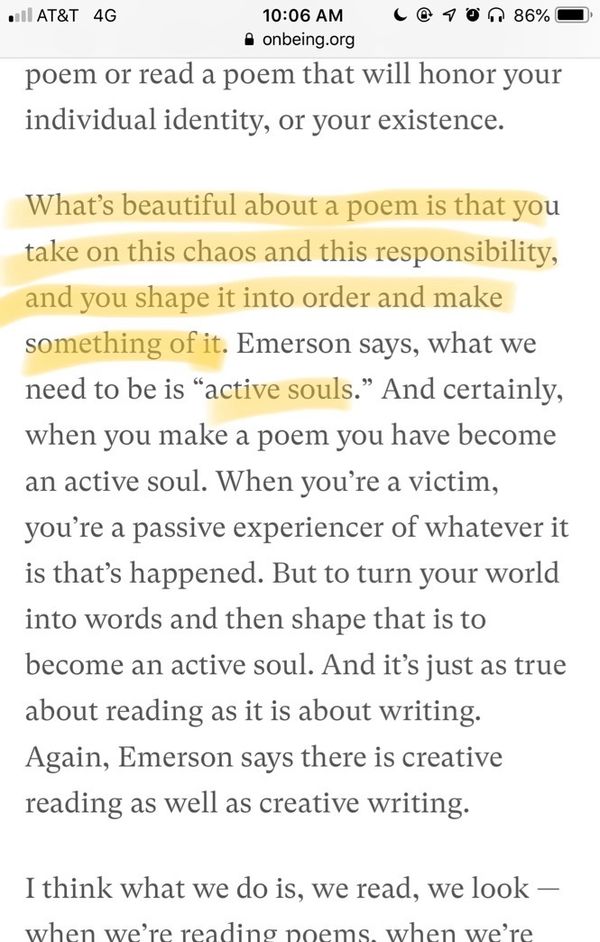 AT&T 4G 10:06 AM 86%
onbeing.org
poem or read a poem that will honor your
individual identity, or your existence.
What’s beautiful about a poem is that you
take on this chaos and this responsibility,
and you shape it into order and make
something of it. Emerson says, what we
need to be is “active souls.” And certainly,
when you make a poem you have become
an active soul. When you’re a victim,
you’re a passive experiencer of whatever it
is that’s happened. But to turn your world
into words and then shape that is to
become an active soul. And it’s just as true
about reading as it is about writing.
Again, Emerson says there is creative
reading as well as creative writing.
I think what we do is, we read, we look —
when we’re reading poems, when we’re